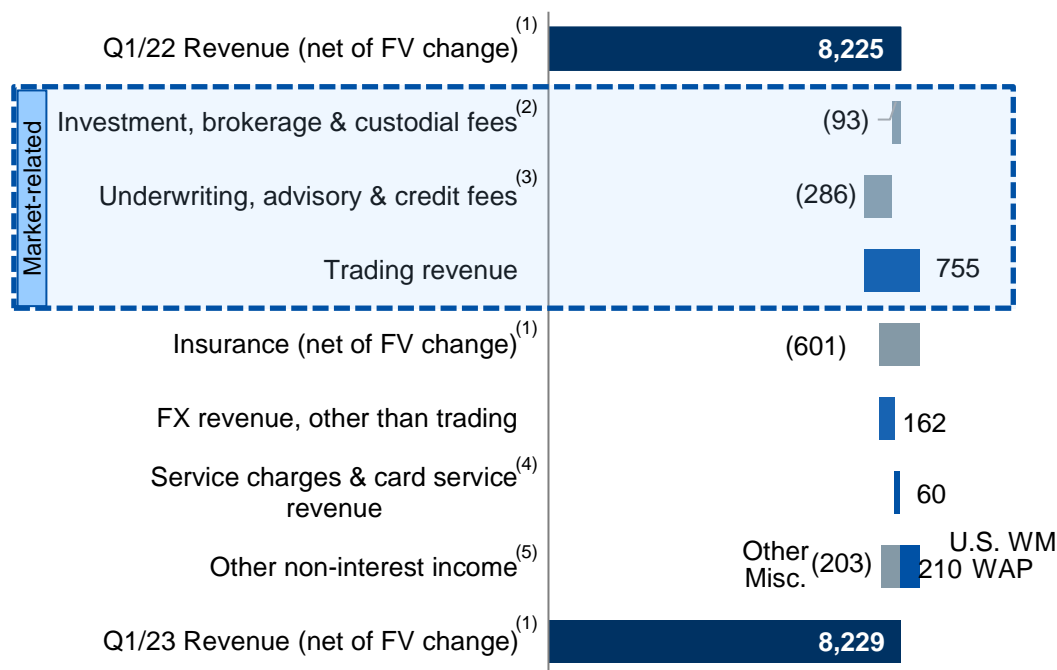 Q1/22 Revenue (net of FV change)(1) 8,225
Market-related
Investment, brokerage & custodial fees(2) (93)
Underwriting, advisory & credit fees(3) (286)
Trading revenue 755
Insurance (net of FV change)(1) (601)
FX revenue, other than trading 162
Service charges & card service(4)
revenue
60
Other non-interest income(5)
Other
Misc.
(203)
210
U.S. WM
WAP
Q1/23 Revenue (net of FV change)(1) 8,229